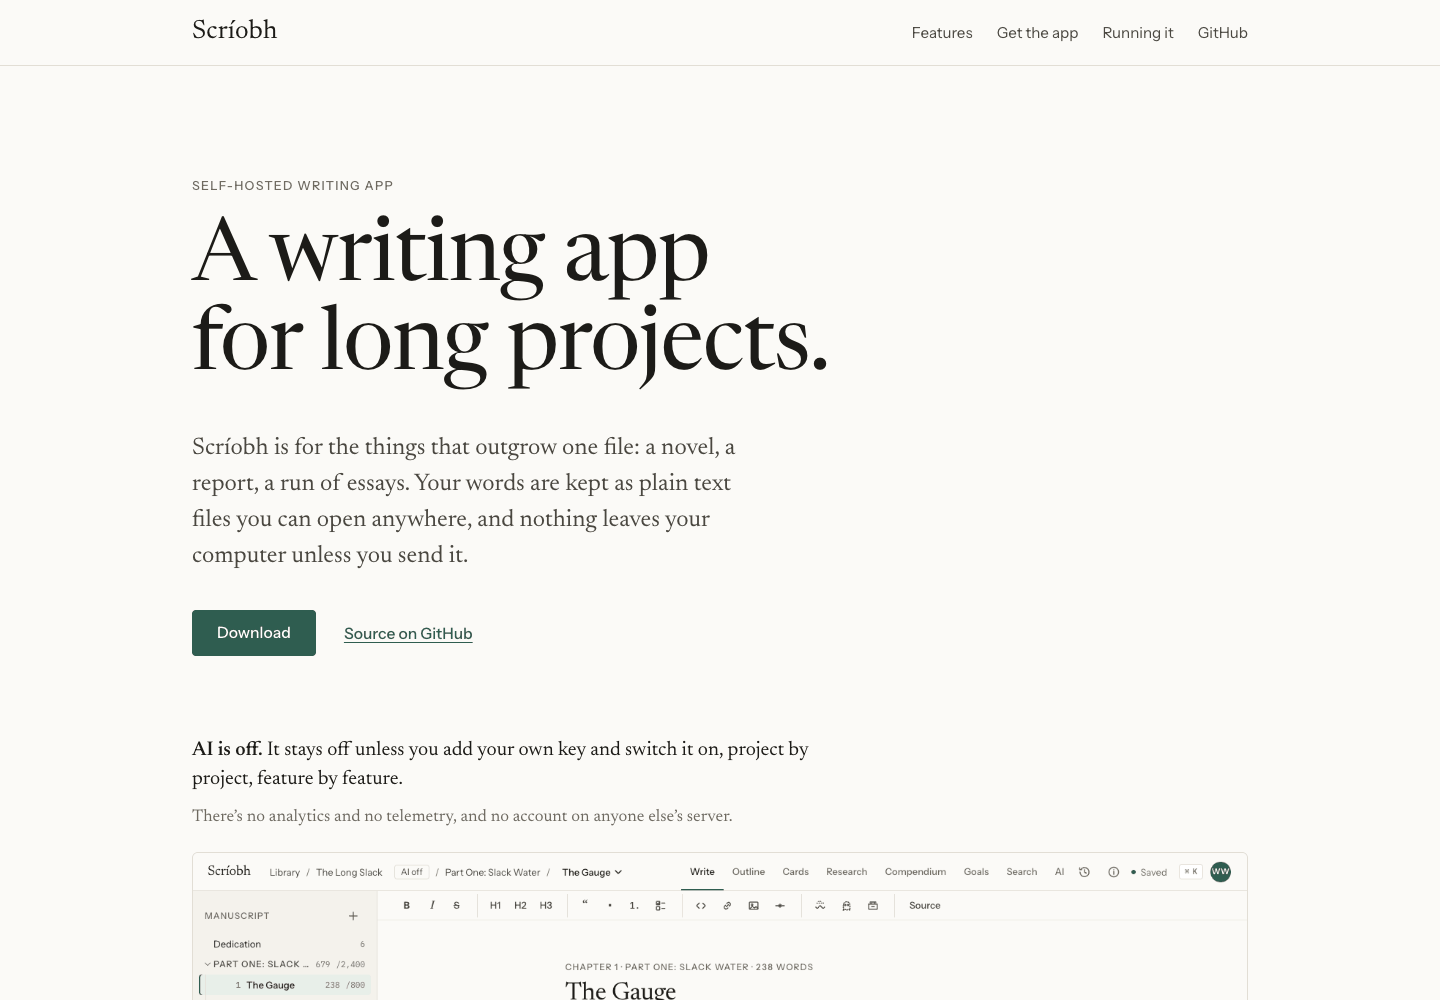 Scríobh
Features Get the app Running it GitHub
SELF-HOSTED WRITING APP
A writing app
for long projects.
Scríobh is for the things that outgrow one file: a novel, a
report, a run of essays. Your words are kept as plain text
files you can open anywhere, and nothing leaves your
computer unless you send it.
Download Source on GitHub
AI is off. It stays off unless you add your own key and switch it on, project by
project, feature by feature.
There’s no analytics and no telemetry, and no account on anyone else’s server.
Scríobh Library / The Long Slack AI off / Part One: Slack Water / The Gauge Write Outline Cards Research Compendium Goals Search AI Saved ⌘ K WW
MANUSCRIPT +
B I S H1 H2 H3 “ • 1. Source
Dedication 6
PART ONE: SLACK … 679 /2,400
1 The Gauge 238 /800
CHAPTER 1 · PART ONE: SLACK WATER · 238 WORDS
The Gauge